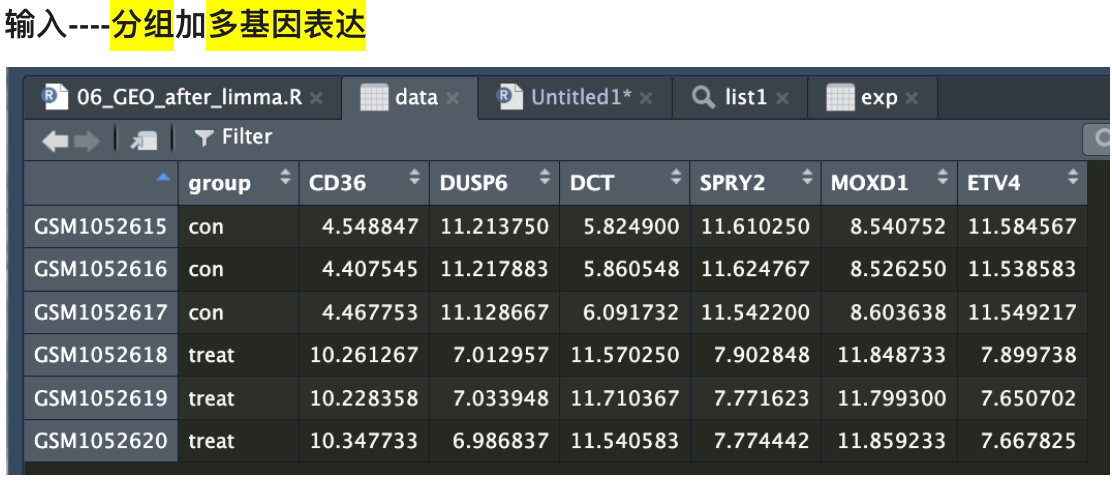 输入----分组加多基因表达
06_GEO_after_limma.R × data × Untitled1* × list1 × exp ×
Filter
group CD36 DUSP6 DCT SPRY2 MOXD1 ETV4
GSM1052615 con 4.548847 11.213750 5.824900 11.610250 8.540752 11.584567
GSM1052616 con 4.407545 11.217883 5.860548 11.624767 8.526250 11.538583
GSM1052617 con 4.467753 11.128667 6.091732 11.542200 8.603638 11.549217
GSM1052618 treat 10.261267 7.012957 11.570250 7.902848 11.848733 7.899738
GSM1052619 treat 10.228358 7.033948 11.710367 7.771623 11.799300 7.650702
GSM1052620 treat 10.347733 6.986837 11.540583 7.774442 11.859233 7.667825